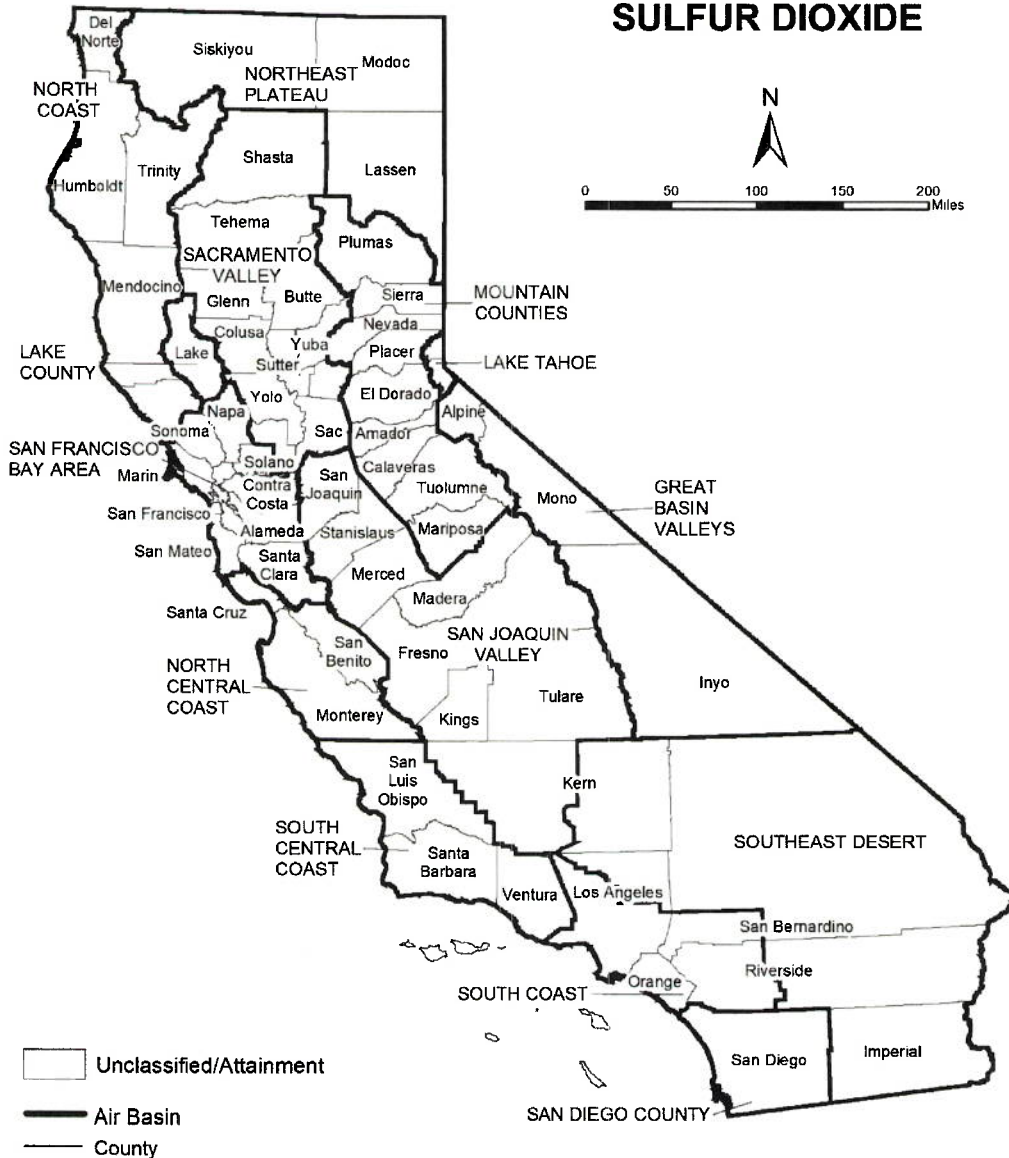 SULFUR DIOXIDE
N
0 50 100 150 200
Miles
Del
Norte
Siskiyou
Modoc
NORTHEAST
PLATEAU
NORTH
COAST
Humboldt
Trinity
Shasta
Lassen
Tehema
Plumas
SACRAMENTO
VALLEY
Mendocino
Glenn
Butte
Sierra
MOUNTAIN
COUNTIES
Nevada
Colusa
Yuba
Placer
LAKE
COUNTY
Lake
Sutter
LAKE TAHOE
Yolo
El Dorado
Napa
Alpine
Sonoma
Sac
Amador
SAN FRANCISCO
BAY AREA
Solano
Calaveras
Marin
Contra
Costa
San
Joaquin
Tuolumne
Mono
GREAT
BASIN
VALLEYS
San Francisco
Alameda
Stanislaus
Mariposa
San Mateo
Santa
Clara
Merced
Madera
Santa Cruz
San
Benito
Fresno
SAN JOAQUIN
VALLEY
NORTH
CENTRAL
COAST
Monterey
Kings
Tulare
Inyo
San
Luis
Obispo
Kern
SOUTH
CENTRAL
COAST
Santa
Barbara
Ventura
Los Angeles
SOUTHEAST DESERT
San Bernardino
Riverside
SOUTH COAST
Orange
San Diego
Imperial
SAN DIEGO COUNTY
Unclassified/Attainment
Air Basin
County